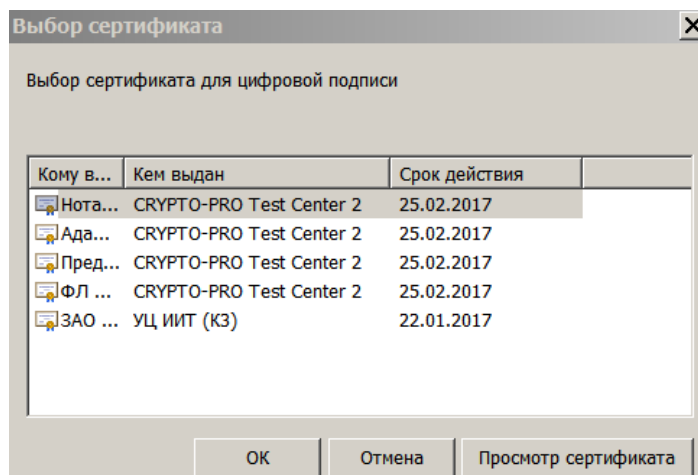 Выбор сертификата
Выбор сертификата для цифровой подписи
Кому в... Кем выдан Срок действия
Нота... CRYPTO-PRO Test Center 2 25.02.2017
Ада... CRYPTO-PRO Test Center 2 25.02.2017
Пред... CRYPTO-PRO Test Center 2 25.02.2017
ФЛ ... CRYPTO-PRO Test Center 2 25.02.2017
ЗАО ... УЦ ИИТ (К3) 22.01.2017
ОК Отмена Просмотр сертификата